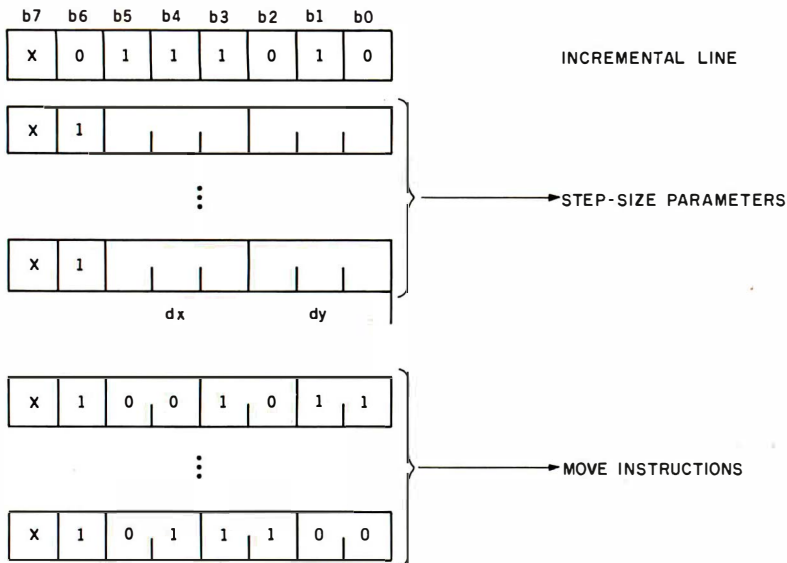 b7 b6 b5 b4 b3 b2 b1 b0
X 0 1 1 1 0 1 0 INCREMENTAL LINE
X 1
STEP-SIZE PARAMETERS
X 1
dx dy
X 1 0 0 1 0 1 1
MOVE INSTRUCTIONS
X 1 0 1 1 1 0 0